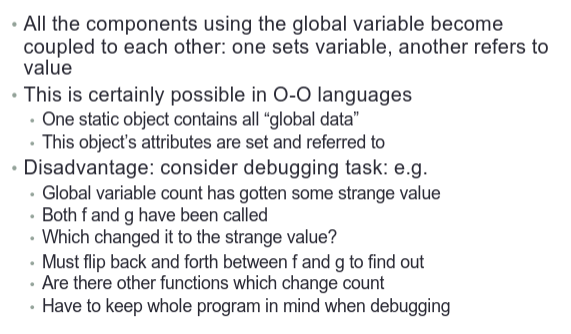 • All the components using the global variable become
coupled to each other: one sets variable, another refers to
value
• This is certainly possible in O-O languages
• One static object contains all “global data”
• This object’s attributes are set and referred to
• Disadvantage: consider debugging task: e.g.
• Global variable count has gotten some strange value
• Both f and g have been called
• Which changed it to the strange value?
• Must flip back and forth between f and g to find out
• Are there other functions which change count
• Have to keep whole program in mind when debugging